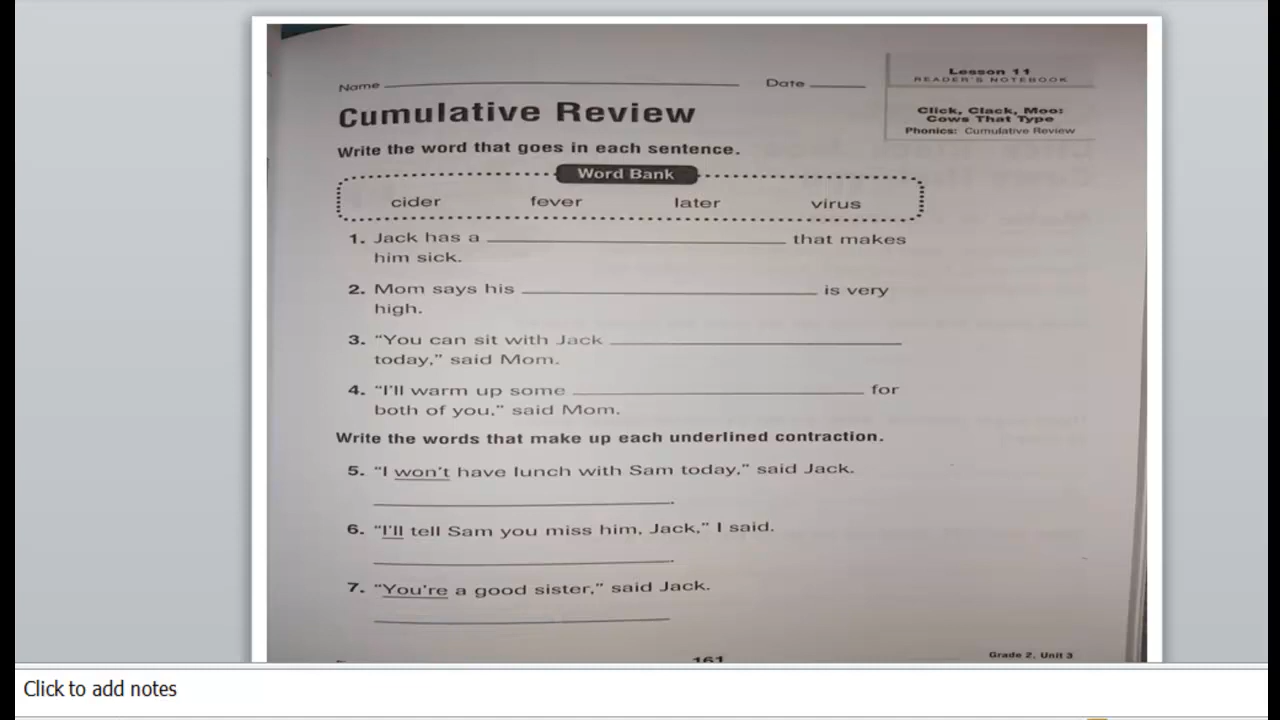 Name Date
Lesson 11
READER'S NOTEBOOK
Cumulative Review
Click, Clack, Moo:
Cows That Type
Phonics: Cumulative Review
Write the word that goes in each sentence.
Word Bank
cider fever later virus
1. Jack has a that makes
him sick.
2. Mom says his is very
high.
3. “You can sit with Jack
today,” said Mom.
4. “I’ll warm up some for
both of you,” said Mom.
Write the words that make up each underlined contraction.
5. “I won’t have lunch with Sam today,” said Jack.
6. “I’ll tell Sam you miss him, Jack,” I said.
7. “You’re a good sister,” said Jack.
161
Grade 2, Unit 3
Click to add notes